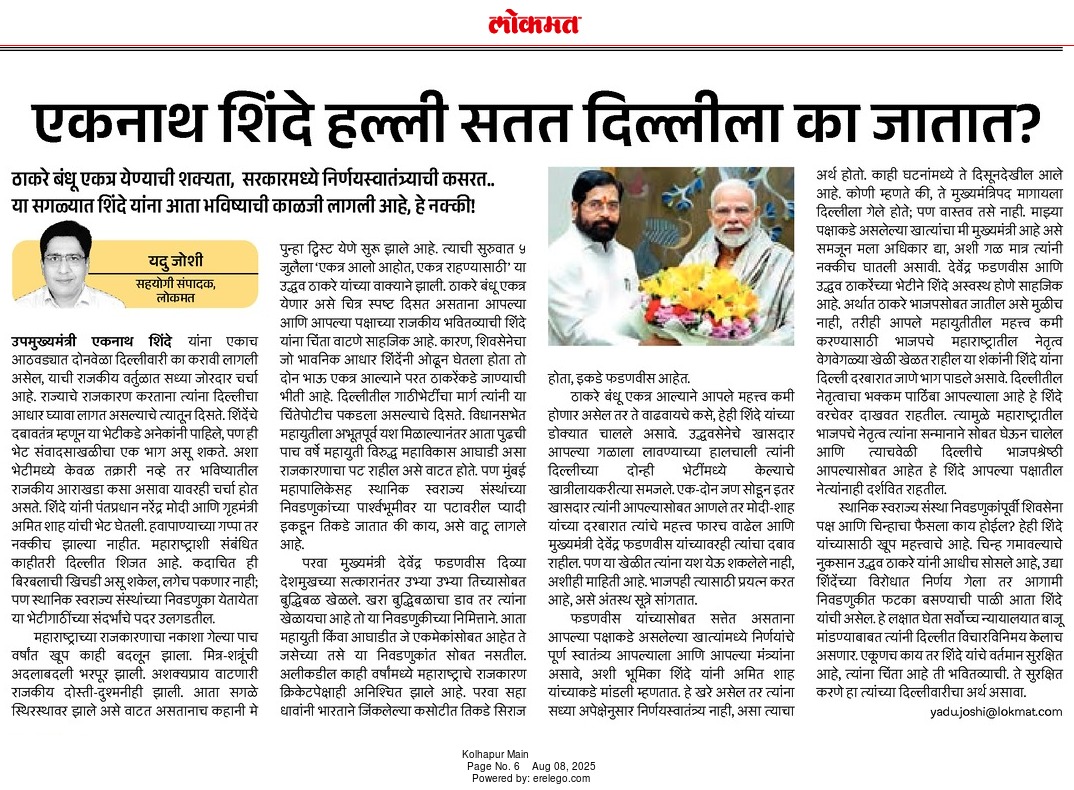 लोकमत
एकनाथ शिंदे हल्ली सतत दिल्लीला का जातात?
ठाकरे बंधू एकत्र येण्याची शक्यता, सरकारमध्ये निर्णयस्वातंत्र्याची कसरत..
या सगळ्यात शिंदे यांना आता भविष्याची काळजी लागली आहे, हे नक्की!
यदु जोशी
सहयोगी संपादक,
लोकमत
उपमुख्यमंत्री एकनाथ शिंदे यांना एकाच
आठवड्यात दोनवेळा दिल्लीवारी का करावी लागली
असेल, याची राजकीय वर्तुळात सध्या जोरदार चर्चा
आहे. राज्याचे राजकारण करताना त्यांना दिल्लीचा
आधार घ्यावा लागत असल्याचे त्यातून दिसते. शिंदेंचे
दबावतंत्र म्हणून या भेटीकडे अनेकांनी पाहिले, पण ही
भेट संवादसाखळीचा एक भाग असू शकते. अशा
भेटीमध्ये केवळ तक्रारी नव्हे तर भविष्यातील
राजकीय आराखडा कसा असावा यावरही चर्चा होत
असते. शिंदे यांनी पंतप्रधान नरेंद्र मोदी आणि गृहमंत्री
अमित शाह यांची भेट घेतली. हवापाण्याच्या गप्पा तर
नक्कीच झाल्या नाहीत. महाराष्ट्राशी संबंधित
काहीतरी दिल्लीत शिजत आहे. कदाचित ही
बिरबलाची खिचडी असू शकेल, लगेच पकणार नाही;
पण स्थानिक स्वराज्य संस्थांच्या निवडणुका येतायेता
या भेटीगाठींच्या संदर्भांचे पदर उलगडतील.
महाराष्ट्राच्या राजकारणाचा नकाशा गेल्या पाच
वर्षांत खूप काही बदलून झाला. मित्र-शत्रूंची
अदलाबदली भरपूर झाली. अशक्यप्राय वाटणारी
राजकीय दोस्ती-दुश्मनीही झाली. आता सगळे
स्थिरस्थावर झाले असे वाटत असतानाच कहानी मे
पुन्हा ट्विस्ट येणे सुरू झाले आहे. त्याची सुरुवात ५
जुलैला ‘एकत्र आलो आहोत, एकत्र राहण्यासाठी’ या
उद्धव ठाकरे यांच्या वाक्याने झाली. ठाकरे बंधू एकत्र
येणार असे चित्र स्पष्ट दिसत असताना आपल्या
आणि आपल्या पक्षाच्या राजकीय भवितव्याची शिंदे
यांना चिंता वाटणे साहजिक आहे. कारण, शिवसेनेचा
जो भावनिक आधार शिंदेंनी ओढून घेतला होता तो
दोन भाऊ एकत्र आल्याने परत ठाकरेंकडे जाण्याची
भीती आहे. दिल्लीतील गाठीभेटींचा मार्ग त्यांनी या
चिंतेपोटीच पकडला असल्याचे दिसते. विधानसभेत
महायुतीला अभूतपूर्व यश मिळाल्यानंतर आता पुढची
पाच वर्षे महायुती विरुद्ध महाविकास आघाडी असा
राजकारणाचा पट राहील असे वाटत होते. पण मुंबई
महापालिकेसह स्थानिक स्वराज्य संस्थांच्या
निवडणुकांच्या पार्श्वभूमीवर या पटावरील प्यादी
इकडून तिकडे जातात की काय, असे वाटू लागले
आहे.
परवा मुख्यमंत्री देवेंद्र फडणवीस दिव्या
देशमुखच्या सत्कारानंतर उभ्या उभ्या तिच्यासोबत
बुद्धिबळ खेळले. खरा बुद्धिबळाचा डाव तर त्यांना
खेळायचा आहे तो या निवडणुकीच्या निमित्ताने. आता
महायुती किंवा आघाडीत जे एकमेकांसोबत आहेत ते
जसेच्या तसे या निवडणुकांत सोबत नसतील.
अलीकडील काही वर्षांमध्ये महाराष्ट्राचे राजकारण
क्रिकेटपेक्षाही अनिश्चित झाले आहे. परवा सहा
धावांनी भारताने जिंकलेल्या कसोटीत तिकडे सिराज
होता, इकडे फडणवीस आहेत.
ठाकरे बंधू एकत्र आल्याने आपले महत्त्व कमी
होणार असेल तर ते वाढवायचे कसे, हेही शिंदे यांच्या
डोक्यात चालले असावे. उद्धवसेनेचे खासदार
आपल्या गळाला लावण्याच्या हालचाली त्यांनी
दिल्लीच्या दोन्ही भेटींमध्ये केल्याचे
खात्रीलायकरीत्या समजले. एक-दोन जण सोडून इतर
खासदार त्यांनी आपल्यासोबत आणले तर मोदी-शाह
यांच्या दरबारात त्यांचे महत्त्व फारच वाढेल आणि
मुख्यमंत्री देवेंद्र फडणवीस यांच्यावरही त्यांचा दबाव
राहील. पण या खेळीत त्यांना यश येऊ शकलेले नाही,
अशीही माहिती आहे. भाजपही त्यासाठी प्रयत्न करत
आहे, असे अंतस्थ सूत्रे सांगतात.
फडणवीस यांच्यासोबत सत्तेत असताना
आपल्या पक्षाकडे असलेल्या खात्यांमध्ये निर्णयांचे
पूर्ण स्वातंत्र्य आपल्याला आणि आपल्या मंत्र्यांना
असावे, अशी भूमिका शिंदे यांनी अमित शाह
यांच्याकडे मांडली म्हणतात. हे खरे असेल तर त्यांना
सध्या अपेक्षेनुसार निर्णयस्वातंत्र्य नाही, असा त्याचा
अर्थ होतो. काही घटनांमध्ये ते दिसूनदेखील आले
आहे. कोणी म्हणते की, ते मुख्यमंत्रिपद मागायला
दिल्लीला गेले होते; पण वास्तव तसे नाही. माझ्या
पक्षाकडे असलेल्या खात्यांचा मी मुख्यमंत्री आहे असे
समजून मला अधिकार द्या, अशी गळ मात्र त्यांनी
नक्कीच घातली असावी. देवेंद्र फडणवीस आणि
उद्धव ठाकरेंच्या भेटीने शिंदे अस्वस्थ होणे साहजिक
आहे. अर्थात ठाकरे भाजपसोबत जातील असे मुळीच
नाही, तरीही आपले महायुतीतील महत्त्व कमी
करण्यासाठी भाजपचे महाराष्ट्रातील नेतृत्व
वेगवेगळ्या खेळी खेळत राहील या शंकांनी शिंदे यांना
दिल्ली दरबारात जाणे भाग पाडले असावे. दिल्लीतील
नेतृत्वाचा भक्कम पाठिंबा आपल्याला आहे हे शिंदे
वरचेवर दाखवत राहतील. त्यामुळे महाराष्ट्रातील
भाजपचे नेतृत्व त्यांना सन्मानाने सोबत घेऊन चालेल
आणि त्याचवेळी दिल्लीचे भाजपश्रेष्ठी
आपल्यासोबत आहेत हे शिंदे आपल्या पक्षातील
नेत्यांनाही दर्शवित राहतील.
स्थानिक स्वराज्य संस्था निवडणुकांपूर्वी शिवसेना
पक्ष आणि चिन्हाचा फैसला काय होईल? हेही शिंदे
यांच्यासाठी खूप महत्त्वाचे आहे. चिन्ह गमावल्याचे
नुकसान उद्धव ठाकरे यांनी आधीच सोसले आहे, उद्या
शिंदेंच्या विरोधात निर्णय गेला तर आगामी
निवडणुकीत फटका बसण्याची पाळी आता शिंदे
यांची असेल. हे लक्षात घेता सर्वोच्च न्यायालयात बाजू
मांडण्याबाबत त्यांनी दिल्लीत विचारविनिमय केलाच
असणार. एकूणच काय तर शिंदे यांचे वर्तमान सुरक्षित
आहे, त्यांना चिंता आहे ती भवितव्याची. ते सुरक्षित
करणे हा त्यांच्या दिल्लीवारीचा अर्थ असावा.
yadu.joshi@lokmat.com
Kolhapur Main
Page No. 6 Aug 08, 2025
Powered by: erelego.com